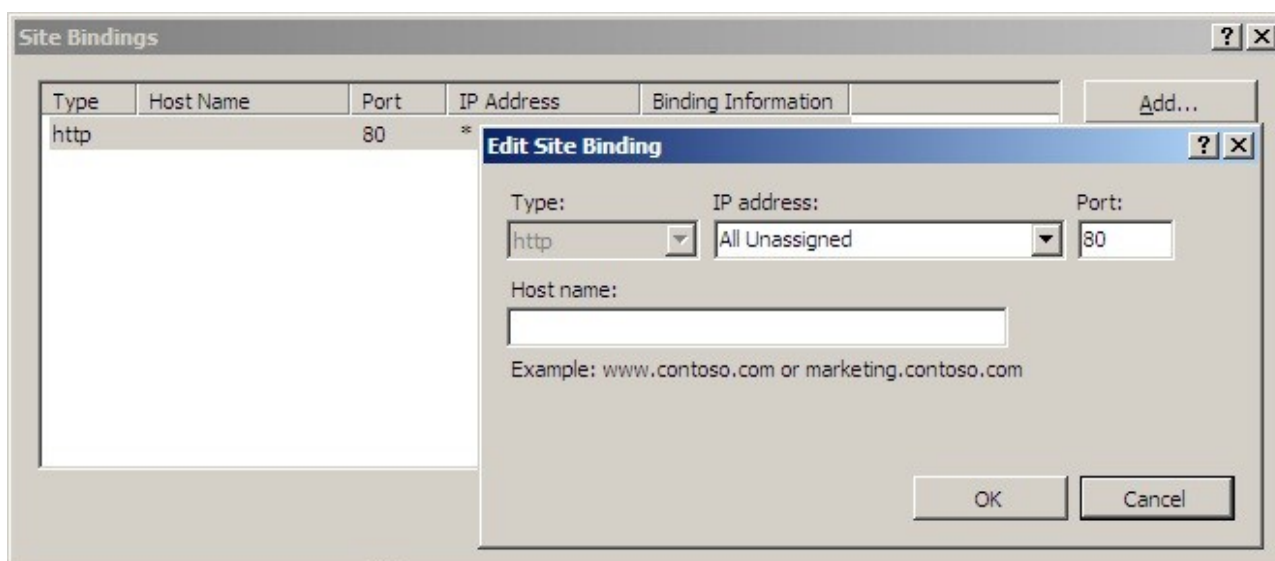 Site Bindings
Type Host Name Port IP Address Binding Information
Add...
http 80 *
Edit Site Binding
Type: IP address: Port:
http All Unassigned 80
Host name:
Example: www.contoso.com or marketing.contoso.com
OK Cancel